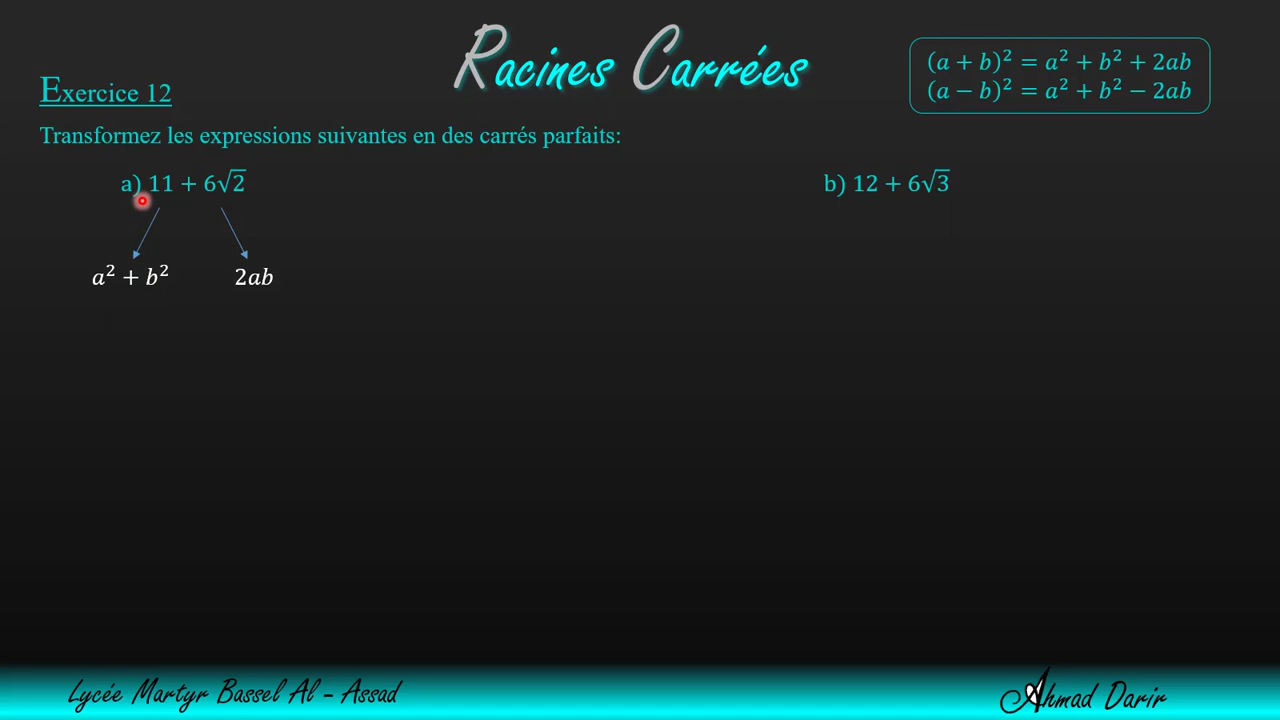 Racines Carrées
(a + b)² = a² + b² + 2ab
(a − b)² = a² + b² − 2ab
Exercice 12
Transformez les expressions suivantes en des carrés parfaits:
a) 11 + 6√2
b) 12 + 6√3
a² + b² 2ab
Lycée Martyr Bassel Al - Assad
Ahmad Darir